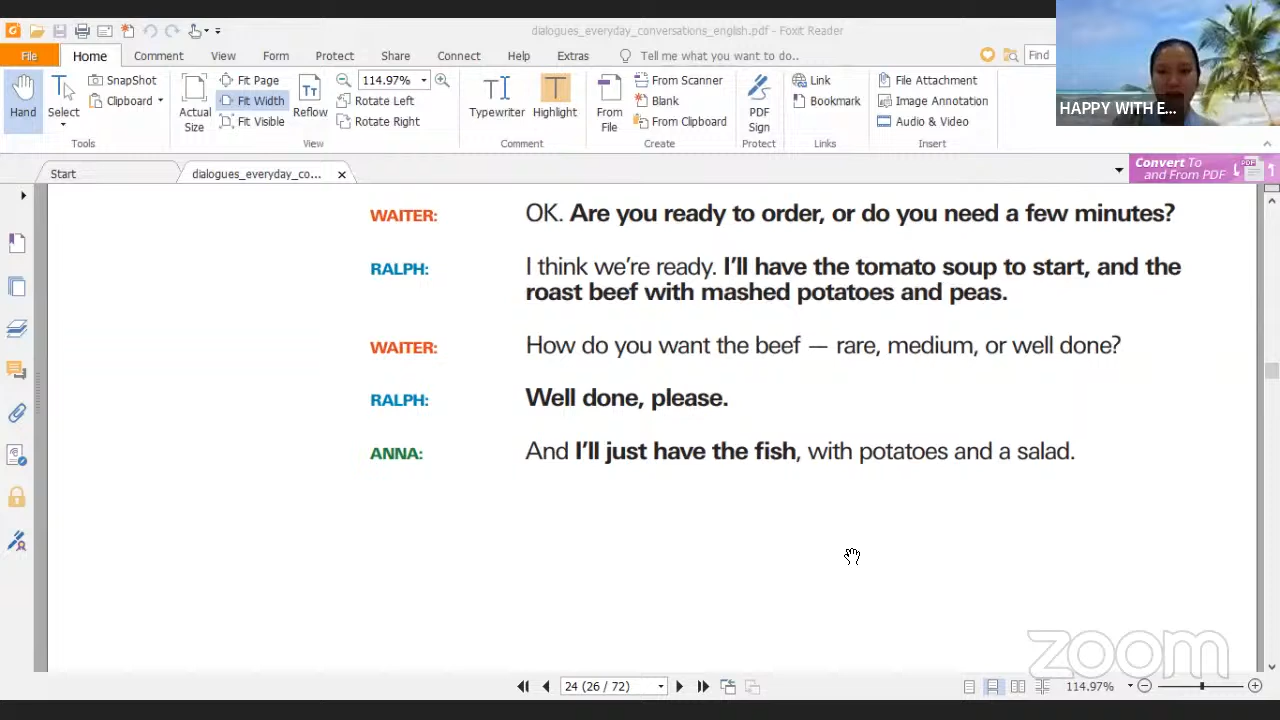 dialogues_everyday_conversations_english.pdf - Foxit Reader
File Home Comment View Form Protect Share Connect Help Extras Tell me what you want to do.. Find
SnapShot Fit Page 114.97% From Scanner Link File Attachment
Clipboard Fit Width Rotate Left Blank Bookmark Image Annotation
Hand Select Actual Size Fit Visible Reflow Rotate Right Typewriter Highlight From File From Clipboard PDF Sign Audio & Video
Tools View Comment Create Protect Links Insert
HAPPY WITH E...
Start dialogues_everyday_co... Convert To
and From PDF
WAITER: OK. Are you ready to order, or do you need a few minutes?
RALPH: I think we're ready. I'll have the tomato soup to start, and the
roast beef with mashed potatoes and peas.
WAITER: How do you want the beef — rare, medium, or well done?
RALPH: Well done, please.
ANNA: And I'll just have the fish, with potatoes and a salad.
zoom
24 (26 / 72) 114.97%